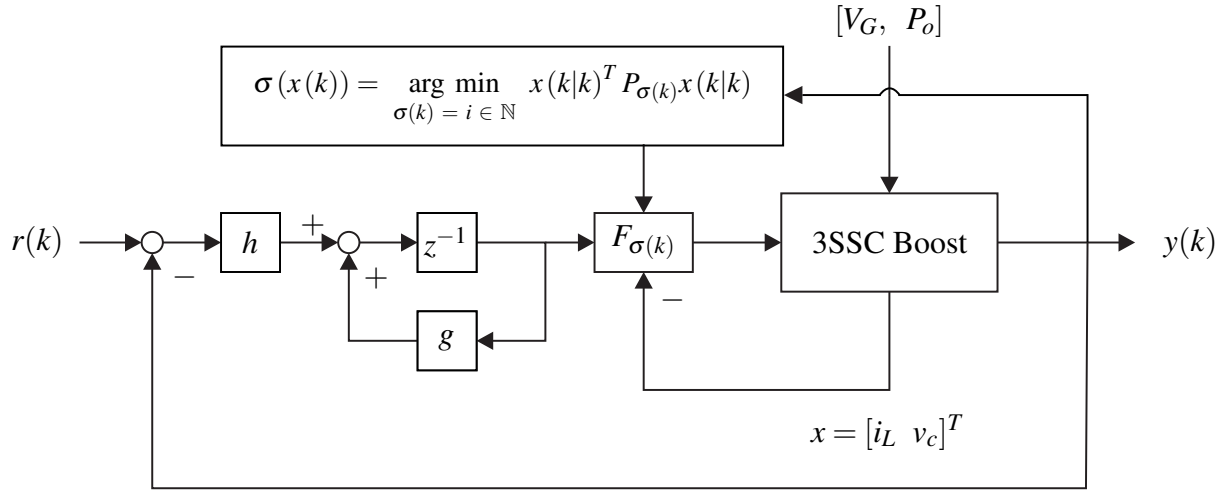 [V_G, P_o]
σ(x(k)) = arg min x(k|k)^T P_σ(k) x(k|k)
σ(k) = i ∈ ℕ
r(k)
−
h
+
+
z^−1
g
F_σ(k)
−
3SSC Boost
y(k)
x = [i_L v_c]^T